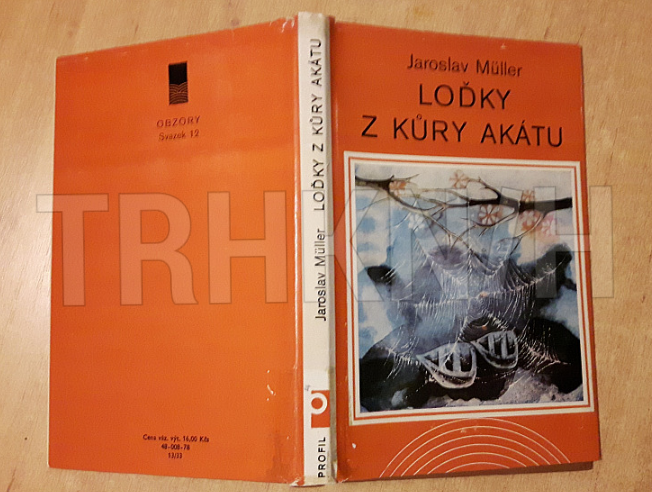 OBZORY
Svazek 12
Cena váz. výt. 16,00 Kčs
48-008-78
13/33
Jaroslav Müller LOĎKY Z KŮRY AKÁTU
PROFIL
Jaroslav Müller
LOĎKY
Z KŮRY AKÁTU
TRHKNIH